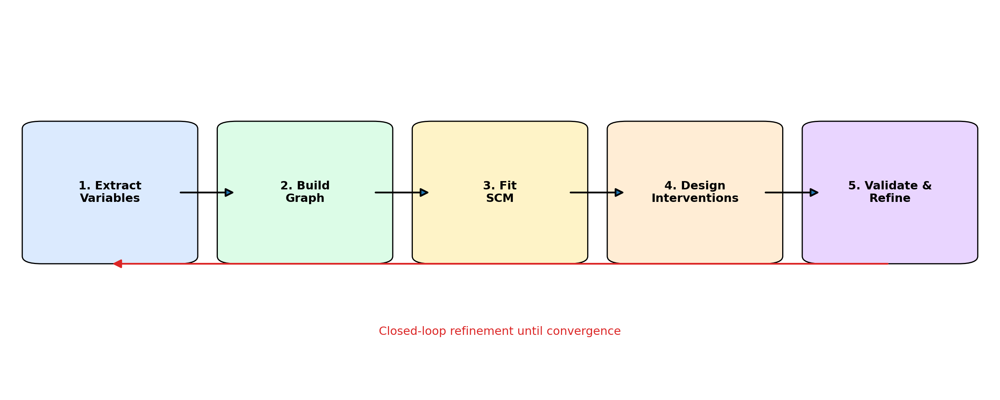 1. Extract
Variables
2. Build
Graph
3. Fit
SCM
4. Design
Interventions
5. Validate &
Refine
Closed-loop refinement until convergence